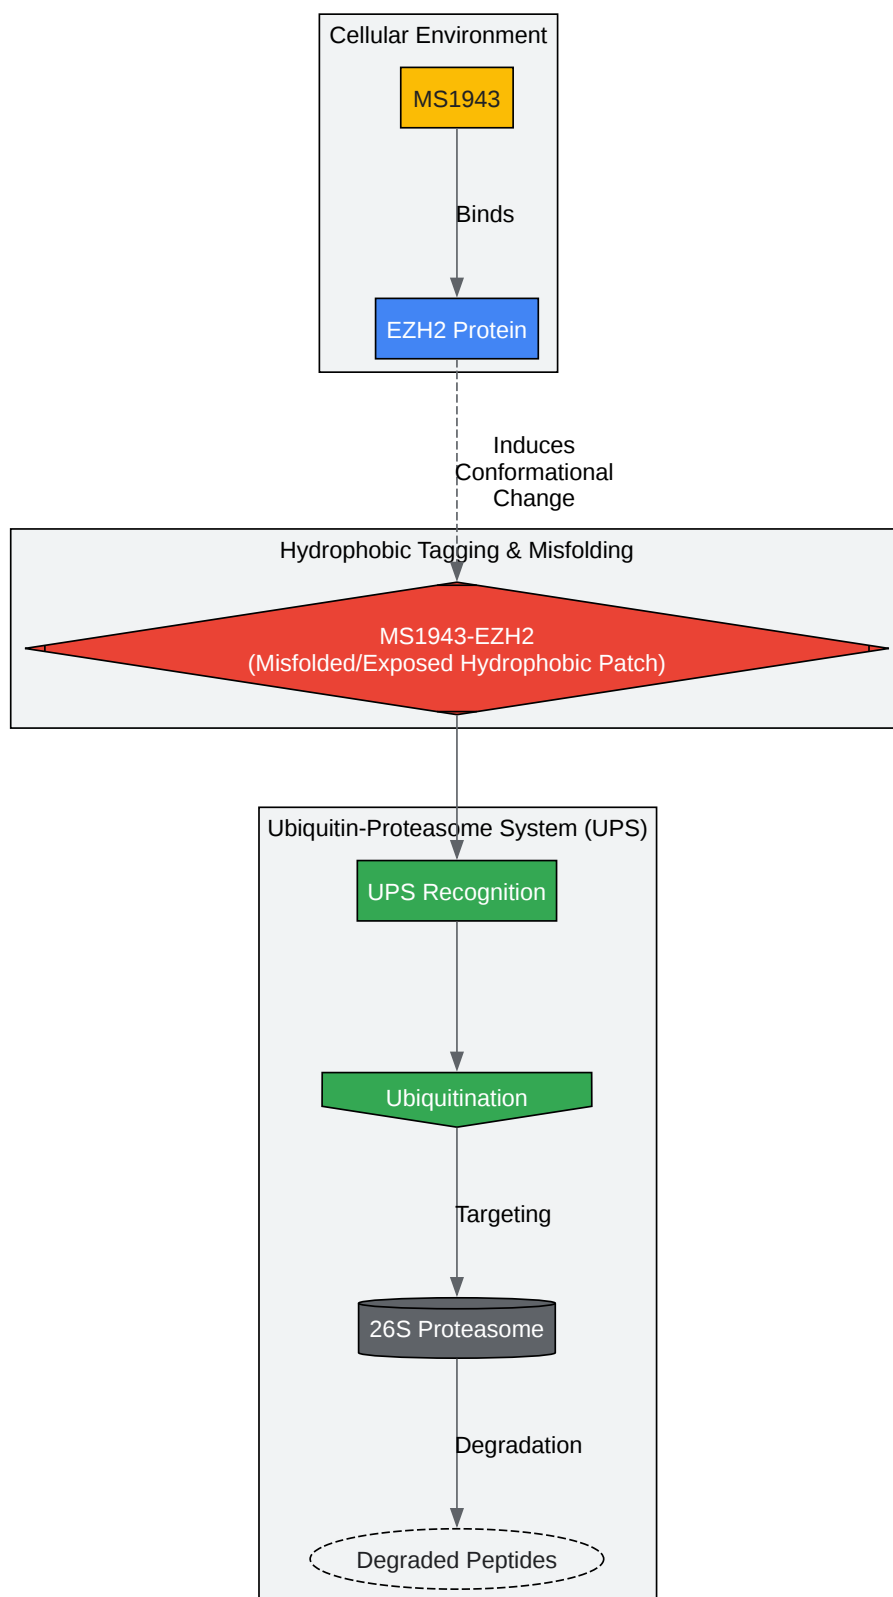 Cellular Environment
MS1943
Binds
EZH2 Protein
Induces
Conformational
Change
Hydrophobic Tagging & Misfolding
MS1943-EZH2
(Misfolded/Exposed Hydrophobic Patch)
Ubiquitin-Proteasome System (UPS)
UPS Recognition
Ubiquitination
Targeting
26S Proteasome
Degradation
Degraded Peptides